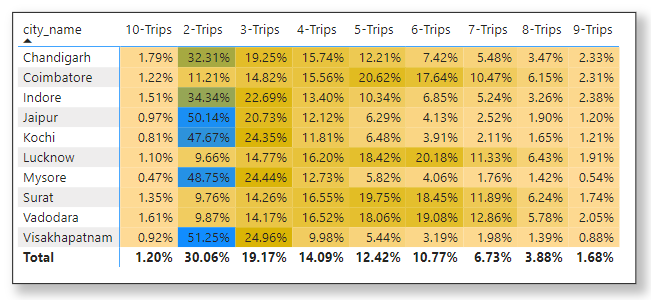 city_name 10-Trips 2-Trips 3-Trips 4-Trips 5-Trips 6-Trips 7-Trips 8-Trips 9-Trips
Chandigarh 1.79% 32.31% 19.25% 15.74% 12.21% 7.42% 5.48% 3.47% 2.33%
Coimbatore 1.22% 11.21% 14.82% 15.56% 20.62% 17.64% 10.47% 6.15% 2.31%
Indore 1.51% 34.34% 22.69% 13.40% 10.34% 6.85% 5.24% 3.26% 2.38%
Jaipur 0.97% 50.14% 20.73% 12.12% 6.29% 4.13% 2.52% 1.90% 1.20%
Kochi 0.81% 47.67% 24.35% 11.81% 6.48% 3.91% 2.11% 1.65% 1.21%
Lucknow 1.10% 9.66% 14.77% 16.20% 18.42% 20.18% 11.33% 6.43% 1.91%
Mysore 0.47% 48.75% 24.44% 12.73% 5.82% 4.06% 1.76% 1.42% 0.54%
Surat 1.35% 9.76% 14.26% 16.55% 19.75% 18.45% 11.89% 6.24% 1.74%
Vadodara 1.61% 9.87% 14.17% 16.52% 18.06% 19.08% 12.86% 5.78% 2.05%
Visakhapatnam 0.92% 51.25% 24.96% 9.98% 5.44% 3.19% 1.98% 1.39% 0.88%
Total 1.20% 30.06% 19.17% 14.09% 12.42% 10.77% 6.73% 3.88% 1.68%